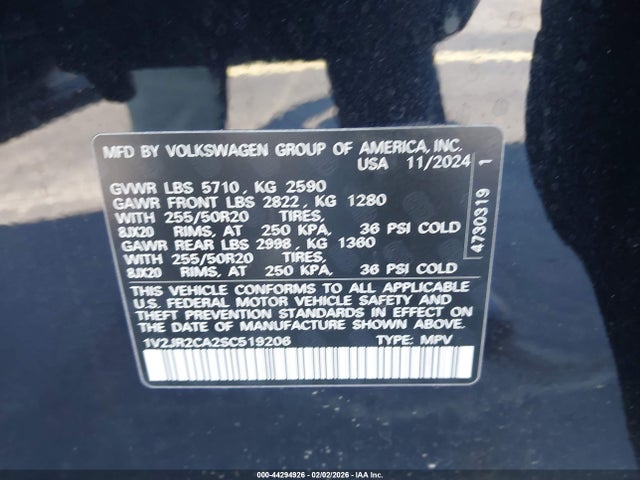 MFD BY VOLKSWAGEN GROUP OF AMERICA, INC.
USA 11/2024
GVWR LBS 5710, KG 2590
GAWR FRONT LBS 2822, KG 1280
WITH 255/50R20 TIRES,
8JX20 RIMS, AT 250 KPA, 36 PSI COLD
GAWR REAR LBS 2998, KG 1360
WITH 255/50R20 TIRES,
8JX20 RIMS, AT 250 KPA, 36 PSI COLD
THIS VEHICLE CONFORMS TO ALL APPLICABLE
U.S. FEDERAL MOTOR VEHICLE SAFETY AND
THEFT PREVENTION STANDARDS IN EFFECT ON
THE DATE OF MANUFACTURE SHOWN ABOVE.
1V2JR2CA2SC519206 TYPE: MPV
4730319 1
000-44294926 - 02/02/2026 - IAA Inc.